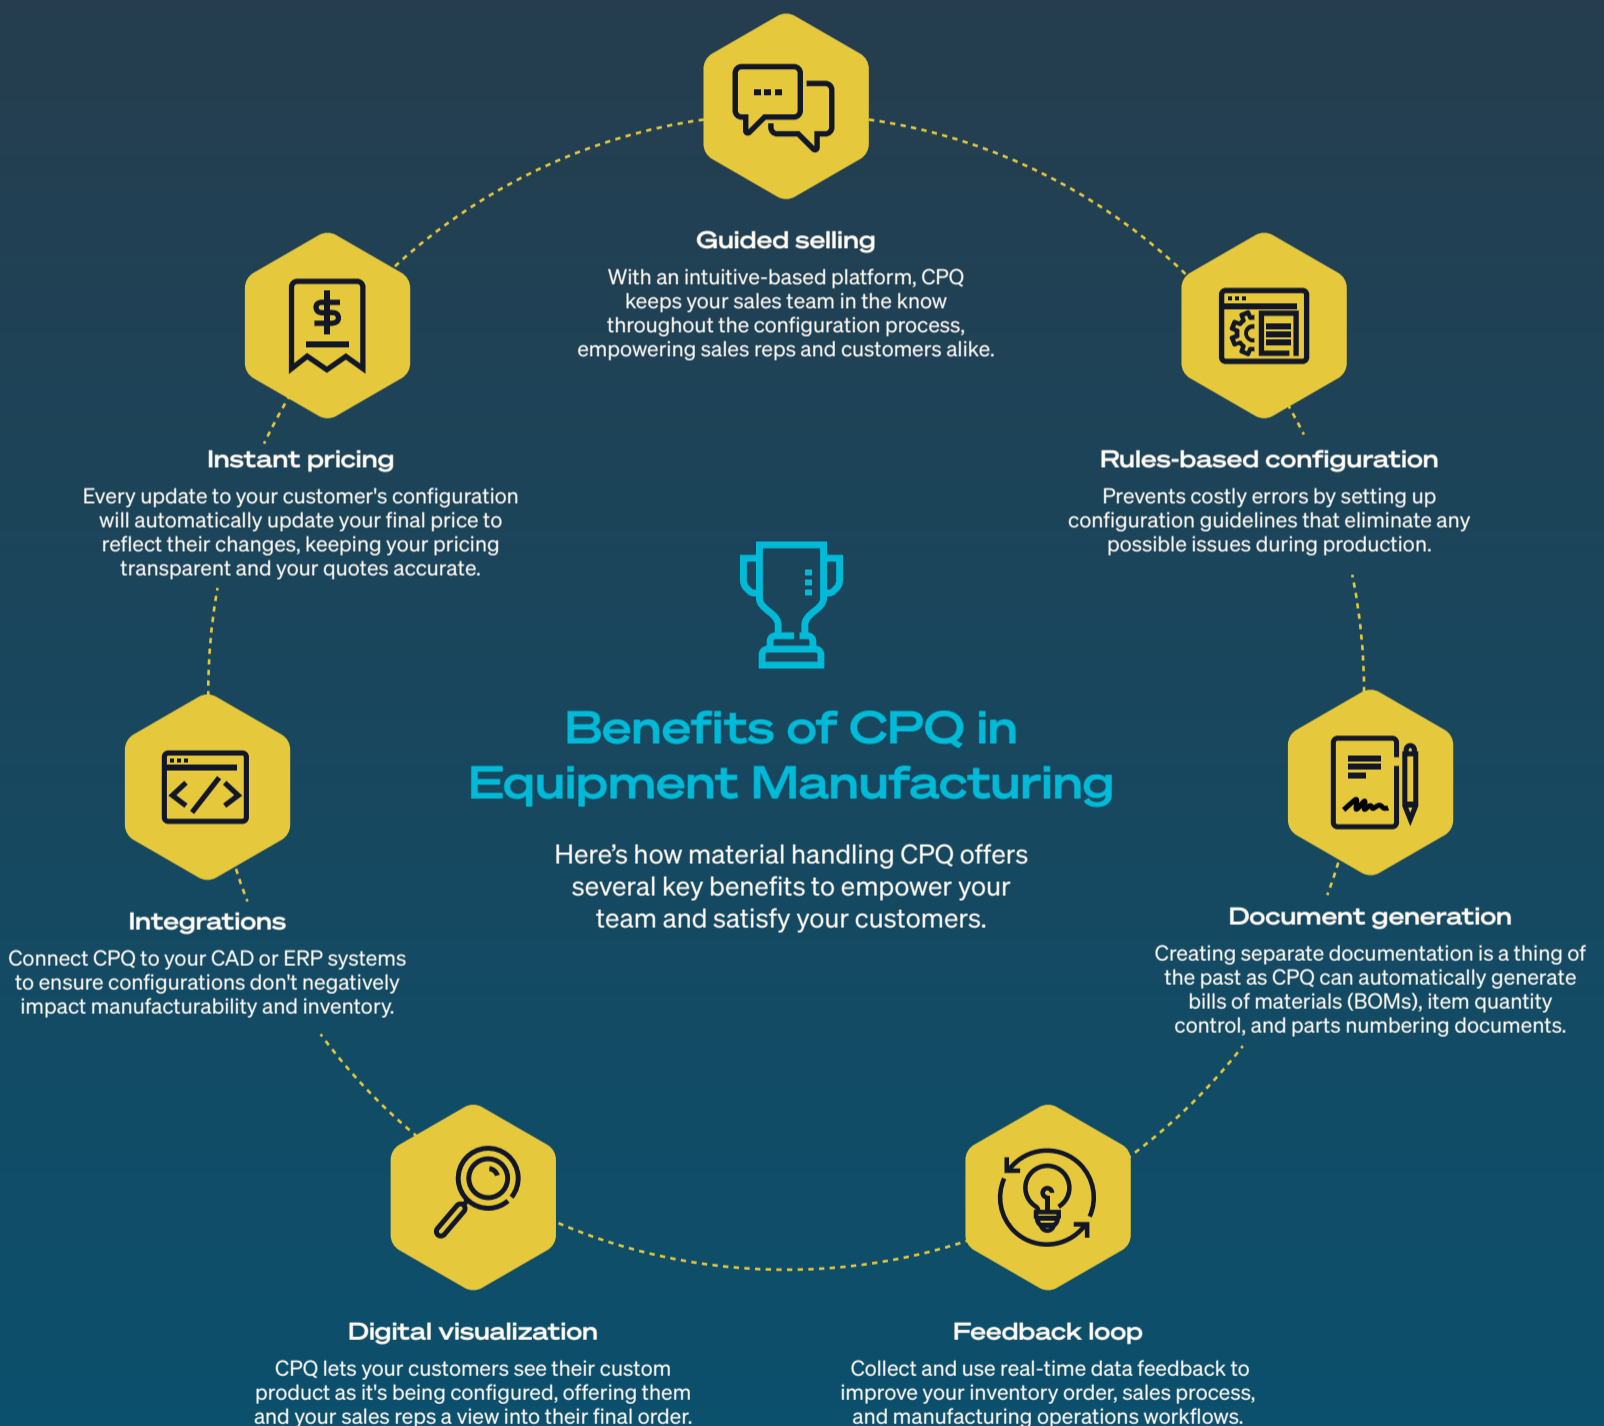 Guided selling
With an intuitive-based platform, CPQ
keeps your sales team in the know
throughout the configuration process,
empowering sales reps and customers alike.
Instant pricing
Every update to your customer's configuration
will automatically update your final price to
reflect their changes, keeping your pricing
transparent and your quotes accurate.
Rules-based configuration
Prevents costly errors by setting up
configuration guidelines that eliminate any
possible issues during production.
Benefits of CPQ in
Equipment Manufacturing
Here’s how material handling CPQ offers
several key benefits to empower your
team and satisfy your customers.
Integrations
Connect CPQ to your CAD or ERP systems
to ensure configurations don't negatively
impact manufacturability and inventory.
Document generation
Creating separate documentation is a thing of
the past as CPQ can automatically generate
bills of materials (BOMs), item quantity
control, and parts numbering documents.
Digital visualization
CPQ lets your customers see their custom
product as it's being configured, offering them
and your sales reps a view into their final order.
Feedback loop
Collect and use real-time data feedback to
improve your inventory order, sales process,
and manufacturing operations workflows.